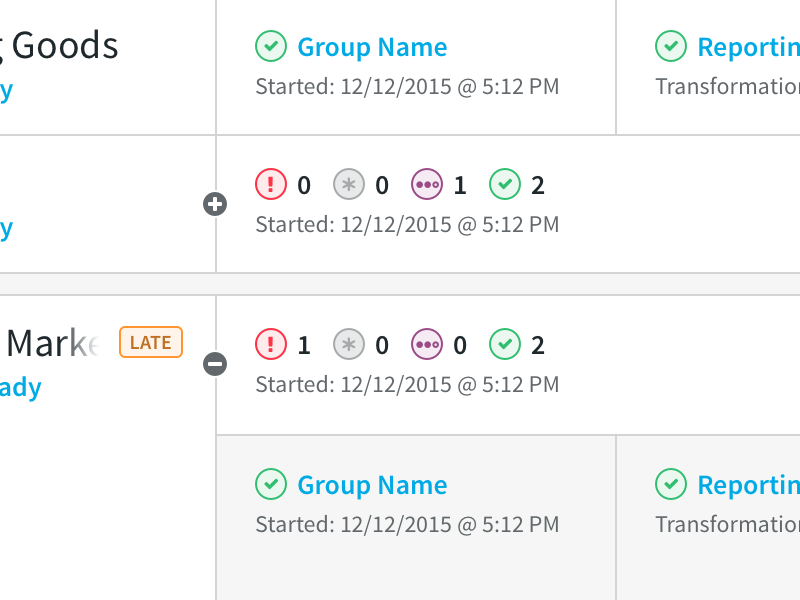 Goods
Group Name
Reportin
y
Started: 12/12/2015 @ 5:12 PM
Transformation
0 0 1 2
y
Started: 12/12/2015 @ 5:12 PM
Marke
LATE
1 0 0 2
ady
Started: 12/12/2015 @ 5:12 PM
Group Name
Reportin
Started: 12/12/2015 @ 5:12 PM
Transformation